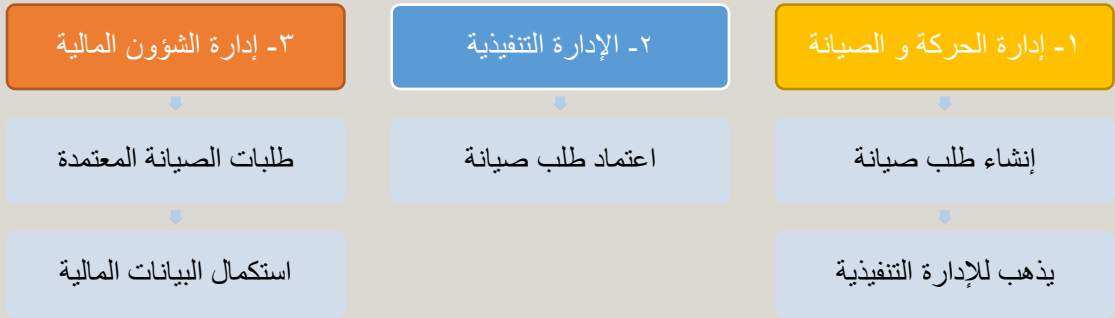 ١- إدارة الحركة و الصيانة
إنشاء طلب صيانة
يذهب للإدارة التنفيذية
٢- الإدارة التنفيذية
اعتماد طلب صيانة
٣- إدارة الشؤون المالية
طلبات الصيانة المعتمدة
استكمال البيانات المالية